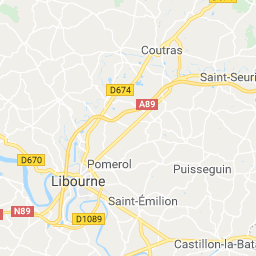 Coutras
Saint-Seuri
D674
A89
D670
Pomerol
Puisseguin
Libourne
Saint-Émilion
N89
D1089
Castillon-la-Bata